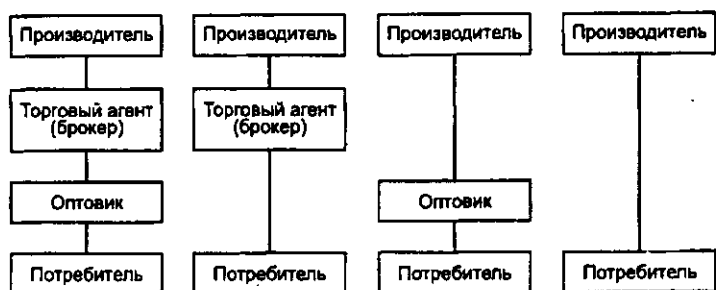 Производитель
Производитель
Производитель
Производитель
Торговый агент
(брокер)
Торговый агент
(брокер)
Оптовик
Оптовик
Потребитель
Потребитель
Потребитель
Потребитель